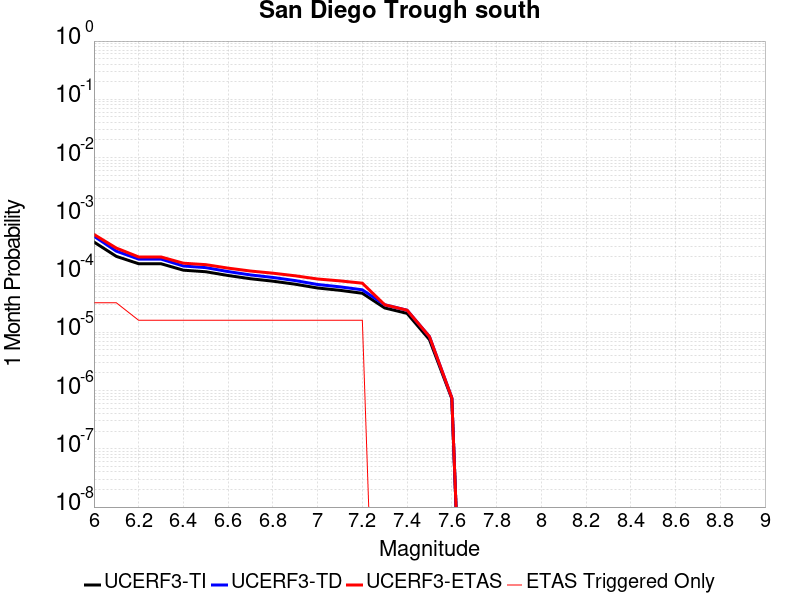 San Diego Trough south
10^0
10^-1
10^-2
10^-3
10^-4
10^-5
10^-6
10^-7
10^-8
1 Month Probability
6 6.2 6.4 6.6 6.8 7 7.2 7.4 7.6 7.8 8 8.2 8.4 8.6 8.8 9
Magnitude
UCERF3-TI UCERF3-TD UCERF3-ETAS ETAS Triggered Only